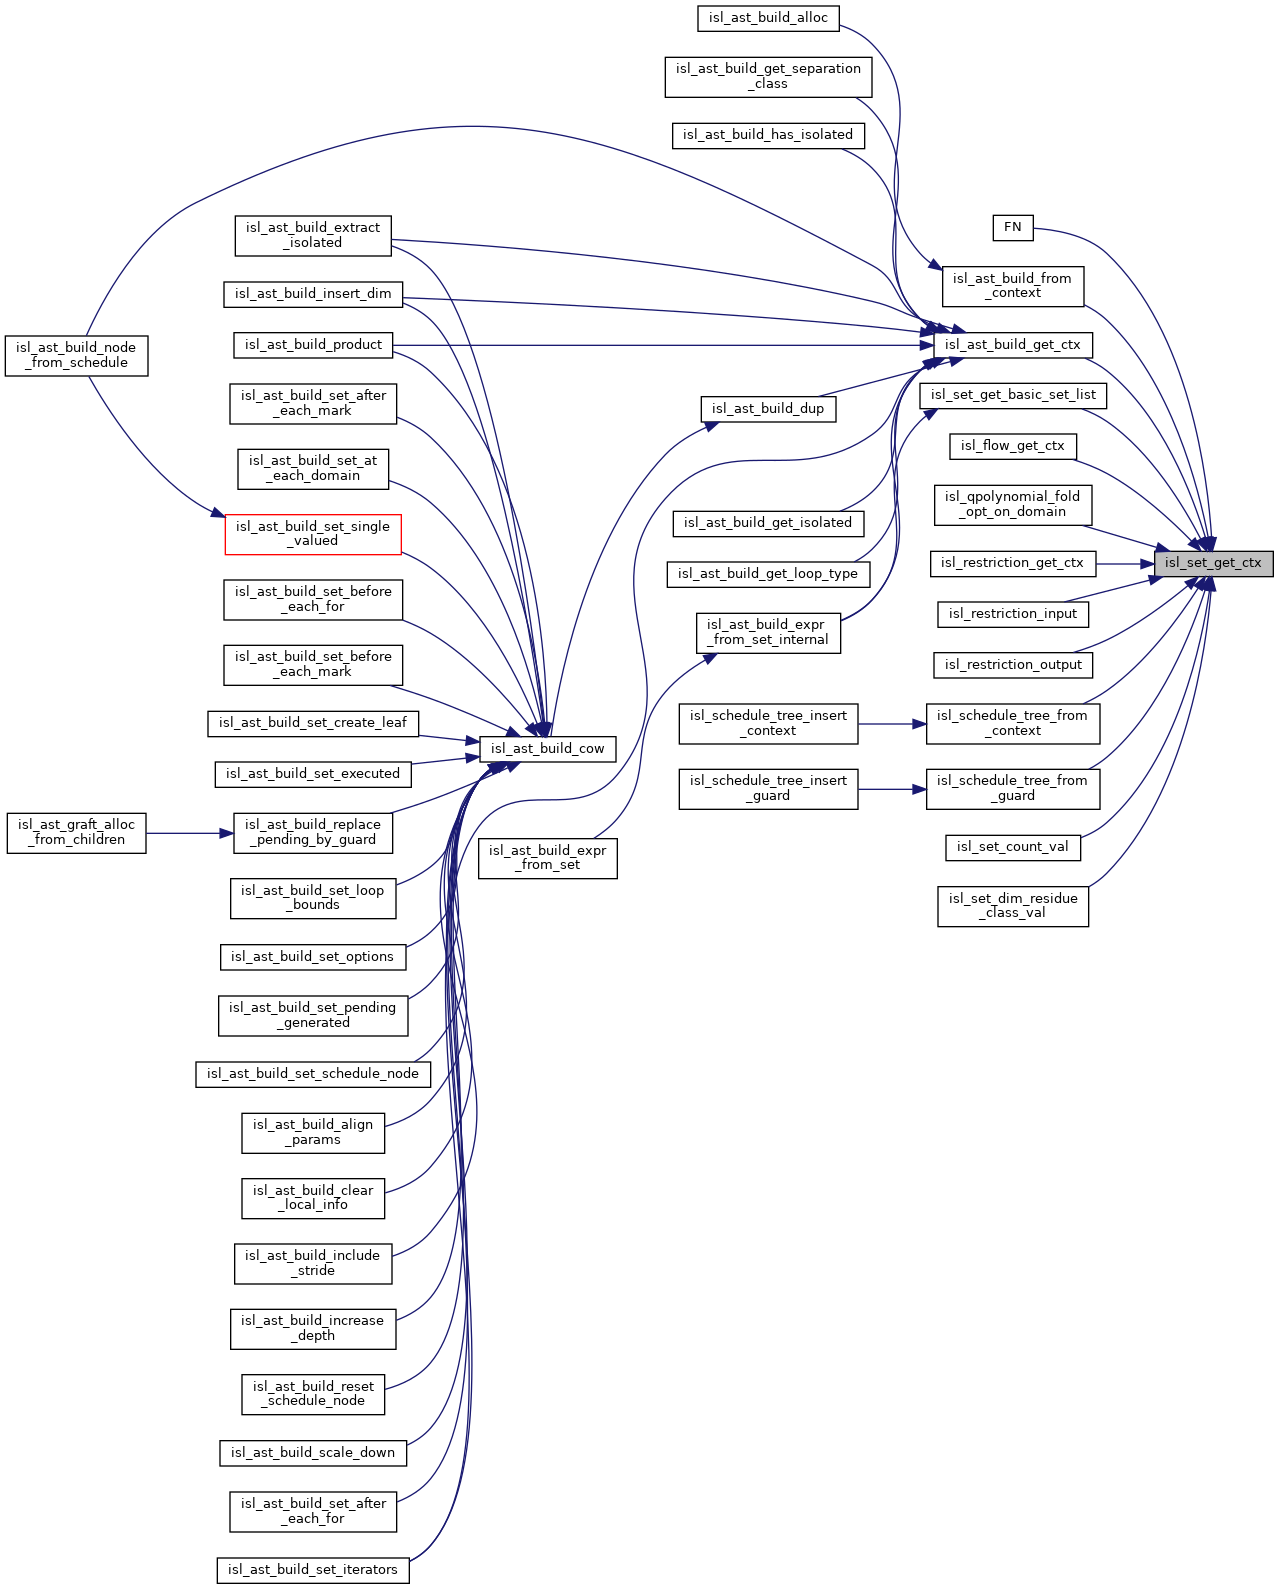 isl_ast_build_alloc
isl_ast_build_get_separation
_class
isl_ast_build_has_isolated
FN
isl_ast_build_extract
_isolated
isl_ast_build_from
_context
isl_ast_build_insert_dim
isl_ast_build_node
_from_schedule
isl_ast_build_product
isl_ast_build_get_ctx
isl_ast_build_set_after
_each_mark
isl_ast_build_dup
isl_set_get_basic_set_list
isl_flow_get_ctx
isl_ast_build_set_at
_each_domain
isl_qpolynomial_fold
_opt_on_domain
isl_ast_build_set_single
_valued
isl_ast_build_get_isolated
isl_restriction_get_ctx
isl_set_get_ctx
isl_ast_build_get_loop_type
isl_ast_build_set_before
_each_for
isl_restriction_input
isl_ast_build_expr
_from_set_internal
isl_ast_build_set_before
_each_mark
isl_restriction_output
isl_ast_build_set_create_leaf
isl_schedule_tree_insert
_context
isl_schedule_tree_from
_context
isl_ast_build_cow
isl_ast_build_set_executed
isl_schedule_tree_insert
_guard
isl_schedule_tree_from
_guard
isl_ast_graft_alloc
_from_children
isl_ast_build_replace
_pending_by_guard
isl_ast_build_expr
_from_set
isl_set_count_val
isl_ast_build_set_loop
_bounds
isl_set_dim_residue
_class_val
isl_ast_build_set_options
isl_ast_build_set_pending
_generated
isl_ast_build_set_schedule_node
isl_ast_build_align
_params
isl_ast_build_clear
_local_info
isl_ast_build_include
_stride
isl_ast_build_increase
_depth
isl_ast_build_reset
_schedule_node
isl_ast_build_scale_down
isl_ast_build_set_after
_each_for
isl_ast_build_set_iterators